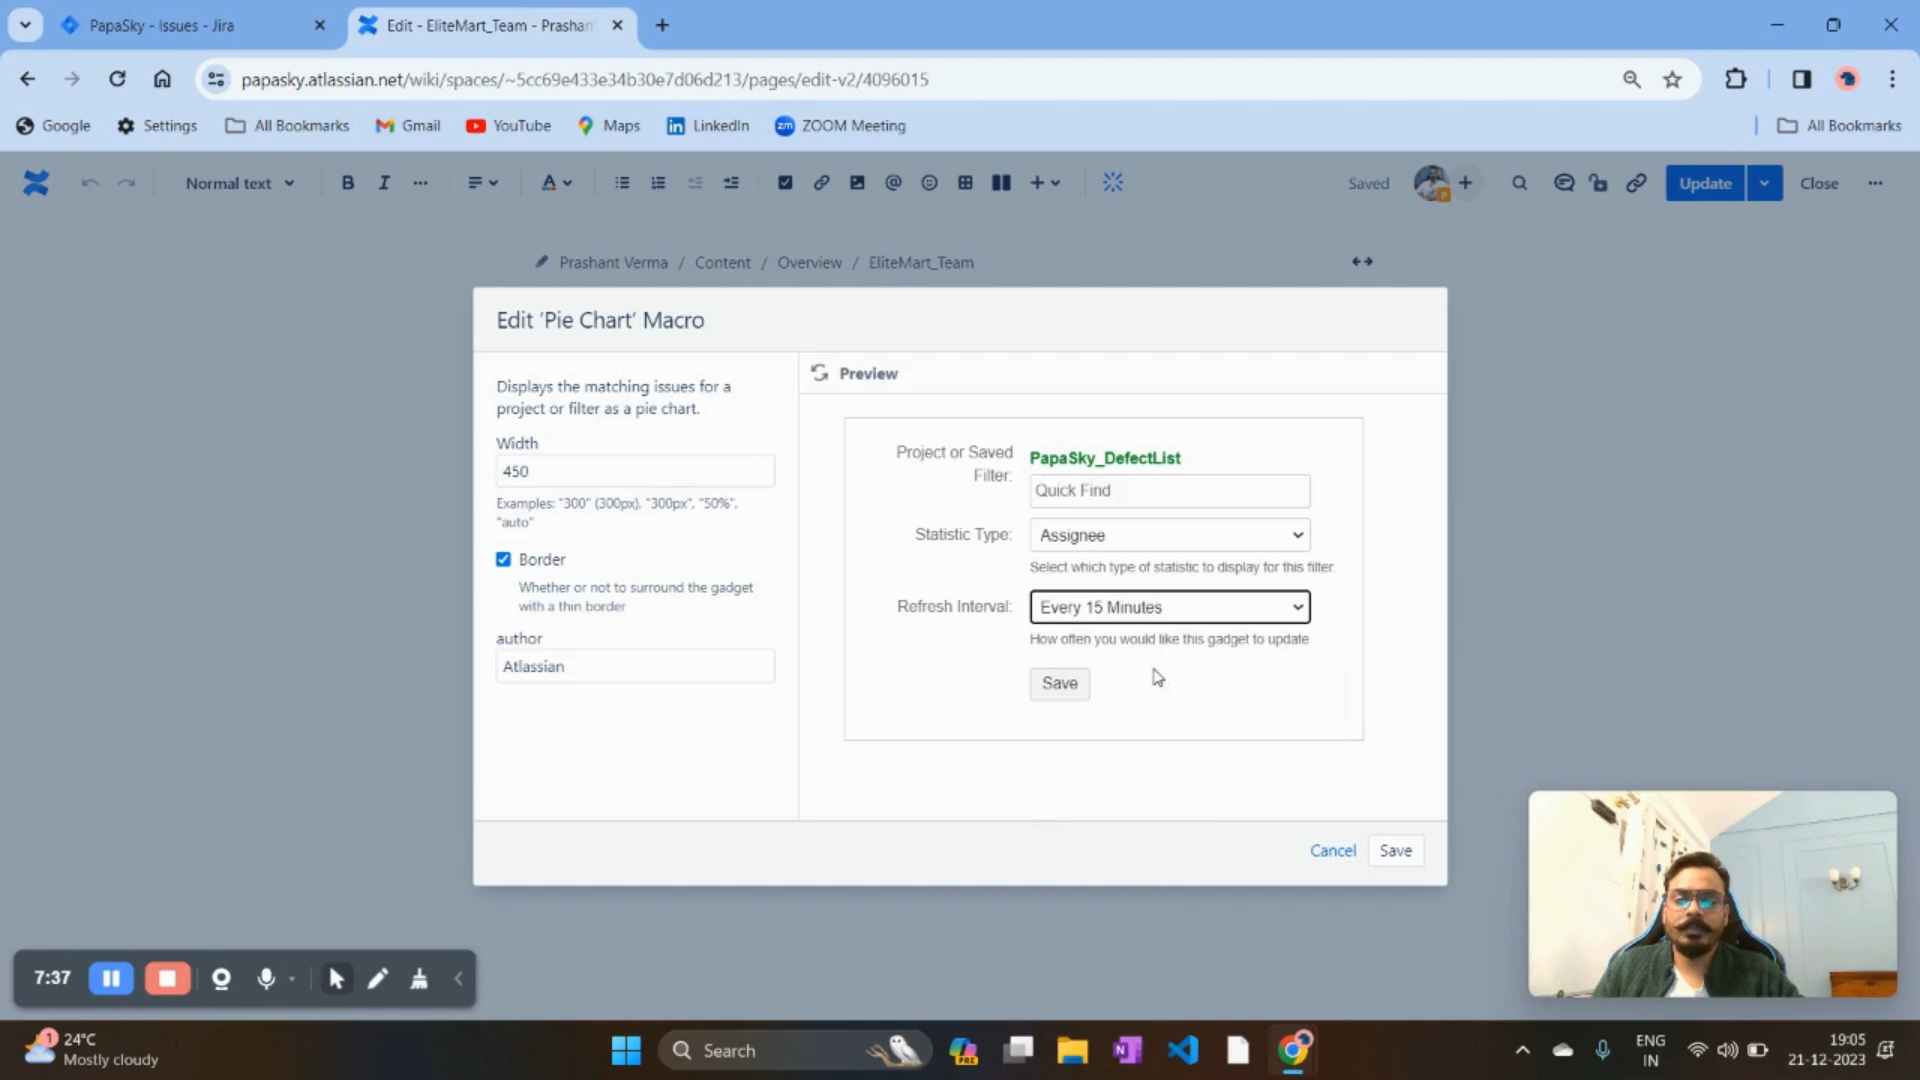 PapaSky - Issues - Jira
Edit - EliteMart_Team - Prashan
papasky.atlassian.net/wiki/spaces/~5cc69e433e34b30e7d06d213/pages/edit-v2/4096015
Google
Settings
All Bookmarks
Gmail
YouTube
Maps
LinkedIn
ZOOM Meeting
All Bookmarks
Normal text
Saved
Update
Close
Prashant Verma / Content / Overview / EliteMart_Team
Edit 'Pie Chart' Macro
Displays the matching issues for a
project or filter as a pie chart.
Width
450
Examples: "300" (300px), "300px", "50%",
"auto"
Border
Whether or not to surround the gadget
with a thin border
author
Atlassian
Preview
Project or Saved
Filter:
PapaSky_DefectList
Quick Find
Statistic Type:
Assignee
Select which type of statistic to display for this filter.
Refresh Interval:
Every 15 Minutes
How often you would like this gadget to update
Save
Cancel
Save
7:37
1
24°C
Mostly cloudy
Search
PRE
ENG
IN
19:05
21-12-2023